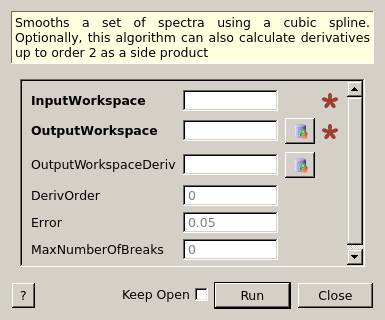 Smooths a set of spectra using a cubic spline.
Optionally, this algorithm can also calculate derivatives
up to order 2 as a side product
InputWorkspace
OutputWorkspace
OutputWorkspaceDeriv
DerivOrder 0
Error 0.05
MaxNumberOfBreaks 0
? Keep Open Run Close